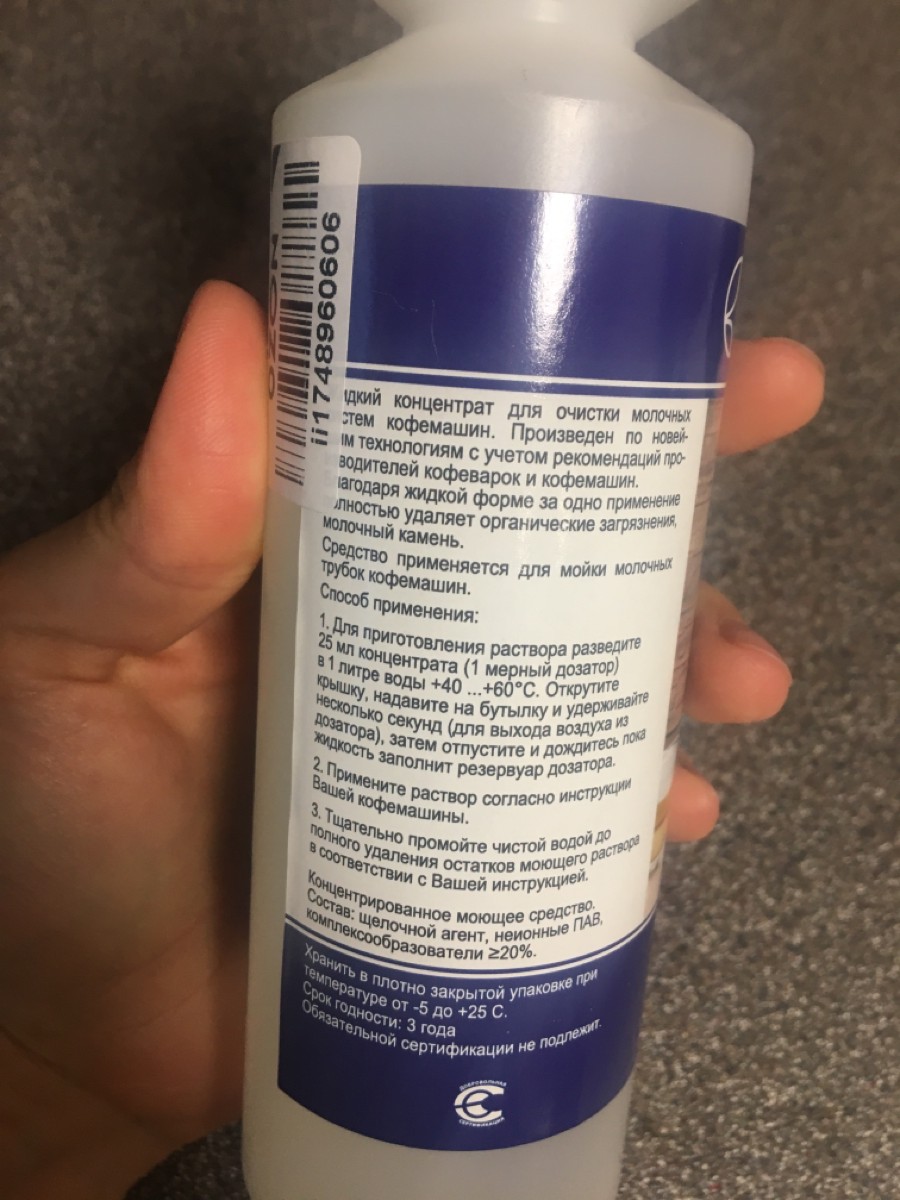 OZON
ii1748960606
концентрат для очистки молочных
кофемашин. Произведен по новей-
технологиям с учетом рекомендаций про-
водителей кофеварок и кофемашин.
жидкой форме за одно применение
удаляет органические загрязнения,
молочный камень.
Средство применяется для мойки молочных
трубок кофемашин.
Способ применения:
1. Для приготовления раствора разведите
25 мл концентрата (1 мерный дозатор)
в 1 литре воды +40 ...+60°С. Открутите
крышку, надавите на бутылку и удерживайте
несколько секунд (для выхода воздуха из
дозатора), затем отпустите и дождитесь пока
жидкость заполнит резервуар дозатора.
2. Примените раствор согласно инструкции
Вашей кофемашины.
3. Тщательно промойте чистой водой до
полного удаления остатков моющего раствора
в соответствии с Вашей инструкцией.
Концентрированное моющее средство.
Состав: щелочной агент, неионные ПАВ,
комплексообразователи ≥20%.
Хранить в плотно закрытой упаковке при
температуре от -5 до +25 С.
Срок годности: 3 года
Обязательной сертификации не подлежит.
ДОБРОВОЛЬНАЯ
СЕРТИФИКАЦИЯ